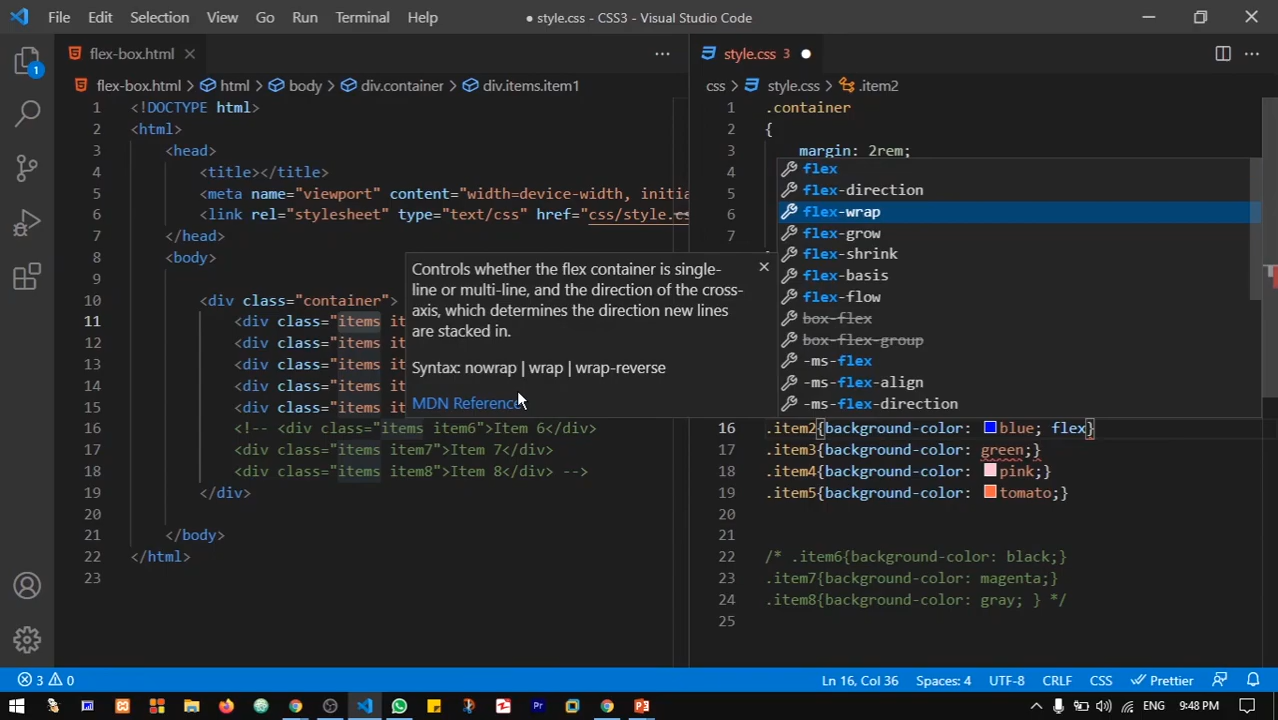 File Edit Selection View Go Run Terminal Help
● style.css - CSS3 - Visual Studio Code
flex-box.html
flex-box.html > html > body > div.container > div.items.item1
1 <!DOCTYPE html>
2 <html>
3 <head>
4 <title></title>
5 <meta name="viewport" content="width=device-width, initia
6 <link rel="stylesheet" type="text/css" href="css/style.cs
7 </head>
8 <body>
9
10 <div class="container">
11 <div class="items it
12 <div class="items it
13 <div class="items it
14 <div class="items it
15 <div class="items it
16 <!-- <div class="items item6">Item 6</div>
17 <div class="items item7">Item 7</div>
18 <div class="items item8">Item 8</div> -->
19 </div>
20
21 </body>
22 </html>
23
Controls whether the flex container is single-
line or multi-line, and the direction of the cross-
axis, which determines the direction new lines
are stacked in.
Syntax: nowrap | wrap | wrap-reverse
MDN Reference
style.css 3 ●
css > style.css > .item2
1 .container
2 {
3 margin: 2rem;
4
5
6
7
flex
flex-direction
flex-wrap
flex-grow
flex-shrink
flex-basis
flex-flow
box-flex
box-flex-group
-ms-flex
-ms-flex-align
-ms-flex-direction
16 .item2{background-color: blue; flex}
17 .item3{background-color: green;}
18 .item4{background-color: pink;}
19 .item5{background-color: tomato;}
20
21
22 /* .item6{background-color: black;}
23 .item7{background-color: magenta;}
24 .item8{background-color: gray; } */
25
1
3 0
Ln 16, Col 36 Spaces: 4 UTF-8 CRLF CSS Prettier
ENG 9:48 PM